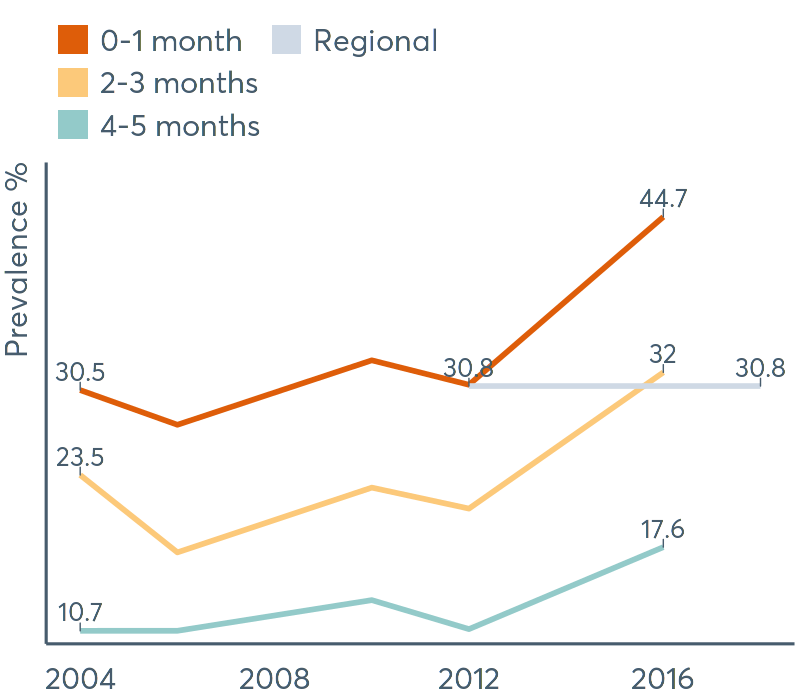 0-1 month
Regional
2-3 months
4-5 months
Prevalence %
44.7
30.5
30.8
32
30.8
23.5
17.6
10.7
2004
2008
2012
2016